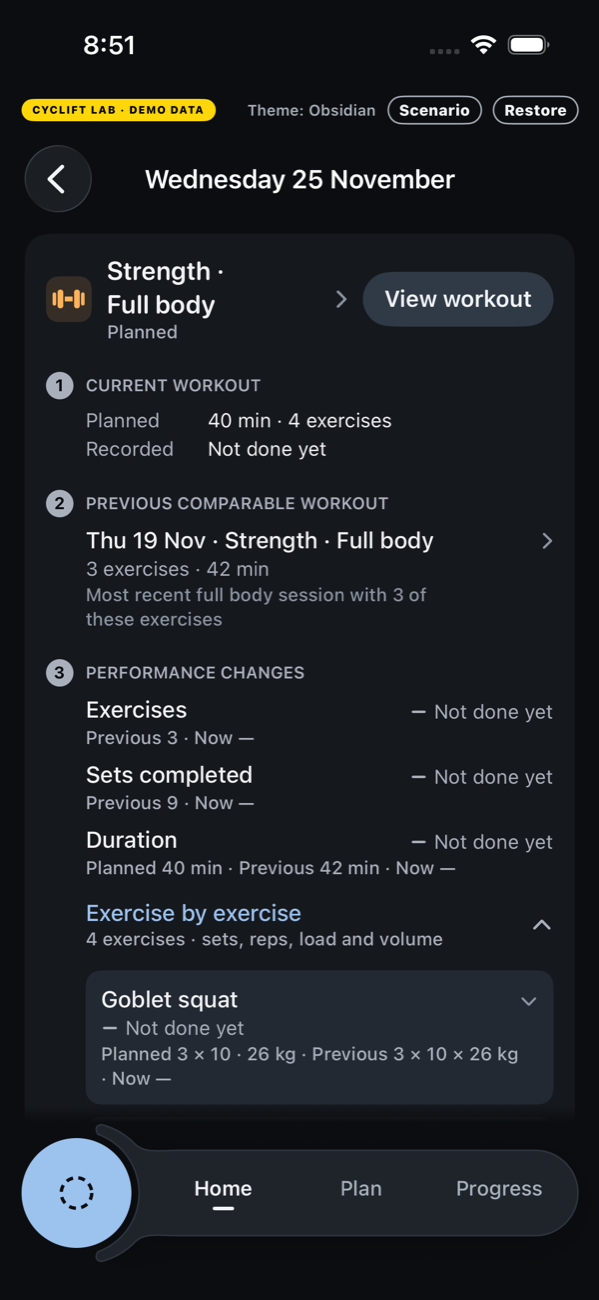 8:51
CYCLIFT LAB · DEMO DATA
Theme: Obsidian
Scenario
Restore
Wednesday 25 November
Strength ·
Full body
Planned
View workout
1 CURRENT WORKOUT
Planned 40 min · 4 exercises
Recorded Not done yet
2 PREVIOUS COMPARABLE WORKOUT
Thu 19 Nov · Strength · Full body
3 exercises · 42 min
Most recent full body session with 3 of
these exercises
3 PERFORMANCE CHANGES
Exercises — Not done yet
Previous 3 · Now —
Sets completed — Not done yet
Previous 9 · Now —
Duration — Not done yet
Planned 40 min · Previous 42 min · Now —
Exercise by exercise
4 exercises · sets, reps, load and volume
Goblet squat
— Not done yet
Planned 3 × 10 · 26 kg · Previous 3 × 10 × 26 kg
· Now —
Home
Plan
Progress